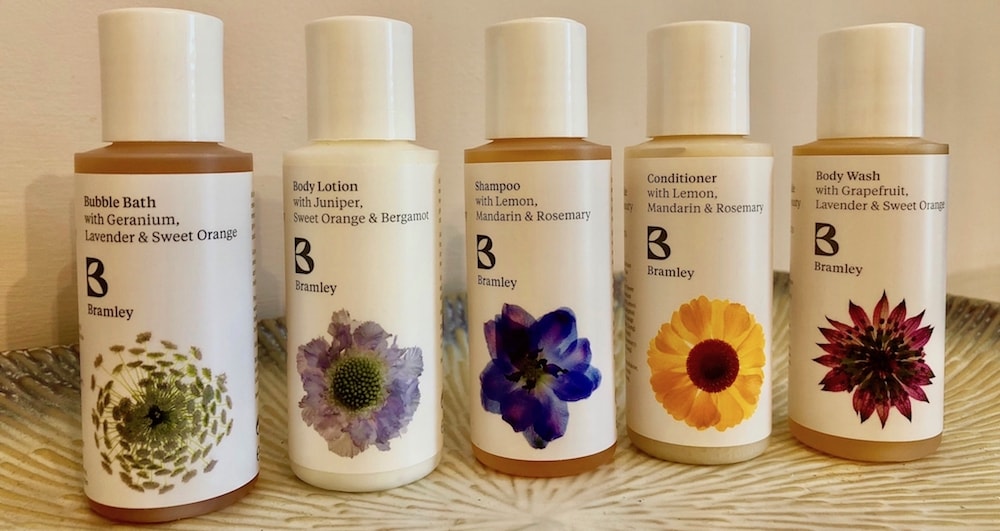 Bubble Bath
with Geranium,
Lavender & Sweet Orange
B
Bramley
Body Lotion
with Juniper,
Sweet Orange & Bergamot
B
Bramley
Shampoo
with Lemon,
Mandarin & Rosemary
B
Bramley
Conditioner
with Lemon,
Mandarin & Rosemary
B
Bramley
Body Wash
with Grapefruit,
Lavender & Sweet Orange
B
Bramley